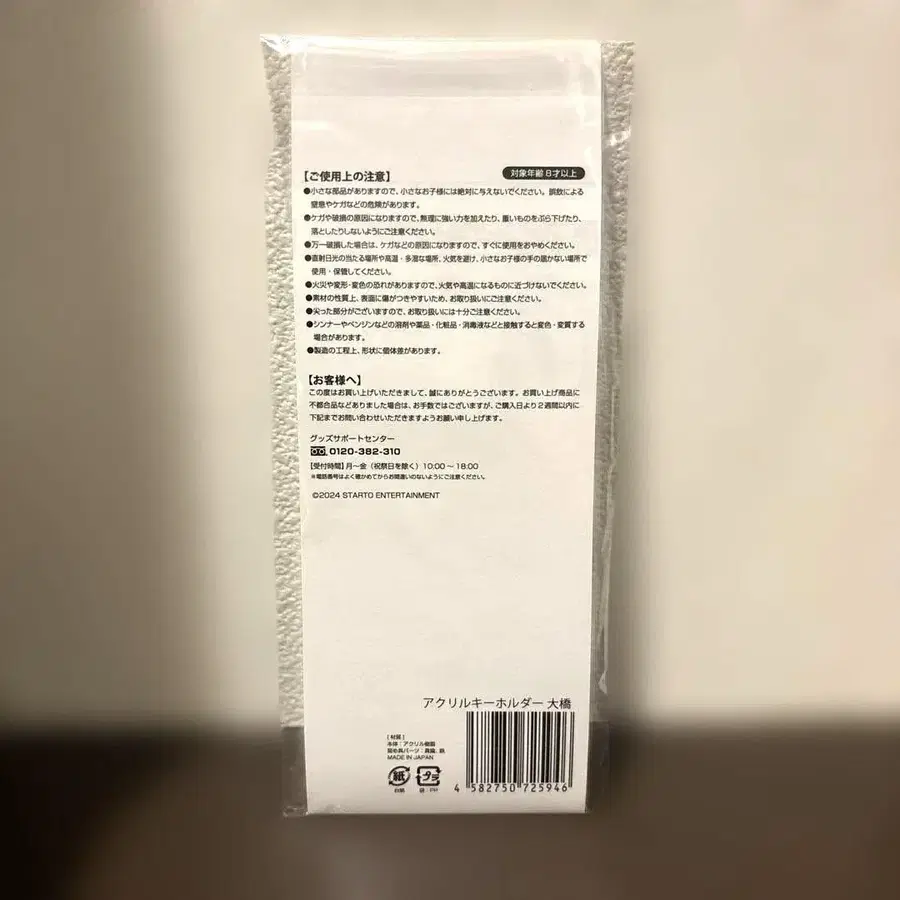 【ご使用上の注意】
対象年齢 8才以上
●小さな部品がありますので、小さなお子様には絶対に与えないでください。誤飲による
窒息やケガなどの危険があります。
●ケガや破損の原因になりますので、無理に強い力を加えたり、重いものをぶら下げたり、
落としたりしないようにご注意ください。
●万一破損した場合は、ケガなどの原因になりますので、すぐに使用をおやめください。
●直射日光の当たる場所や高温・多湿な場所、火気を避け、小さなお子様の手の届かない場所で
使用・保管してください。
●火災や変形・変色の恐れがありますので、火気や高温になるものに近づけないでください。
●素材の性質上、表面に傷がつきやすいため、お取り扱いにご注意ください。
●尖った部分がございますので、お取り扱いには十分ご注意ください。
●シンナーやベンジンなどの溶剤や薬品・化粧品・消毒液などと接触すると変色・変質する
場合があります。
●製造の工程上、形状に個体差があります。
【お客様へ】
この度はお買い上げいただきまして、誠にありがとうございます。お買い上げ商品に
不都合品などありました場合は、お手数ではございますが、ご購入日より2週間以内に
下記までお問い合わせいただきますようお願い申し上げます。
グッズサポートセンター
0120-382-310
【受付時間】月〜金（祝祭日を除く）10:00〜18:00
※電話番号はよく確かめてからお間違いのないようにご注意ください。
©2024 STARTO ENTERTAINMENT
アクリルキーホルダー 大橋
[材質]
本体：アクリル樹脂
留め具パーツ：真鍮、鉄
MADE IN JAPAN
紙
プラ
台紙
袋：PP
4 582750 725946